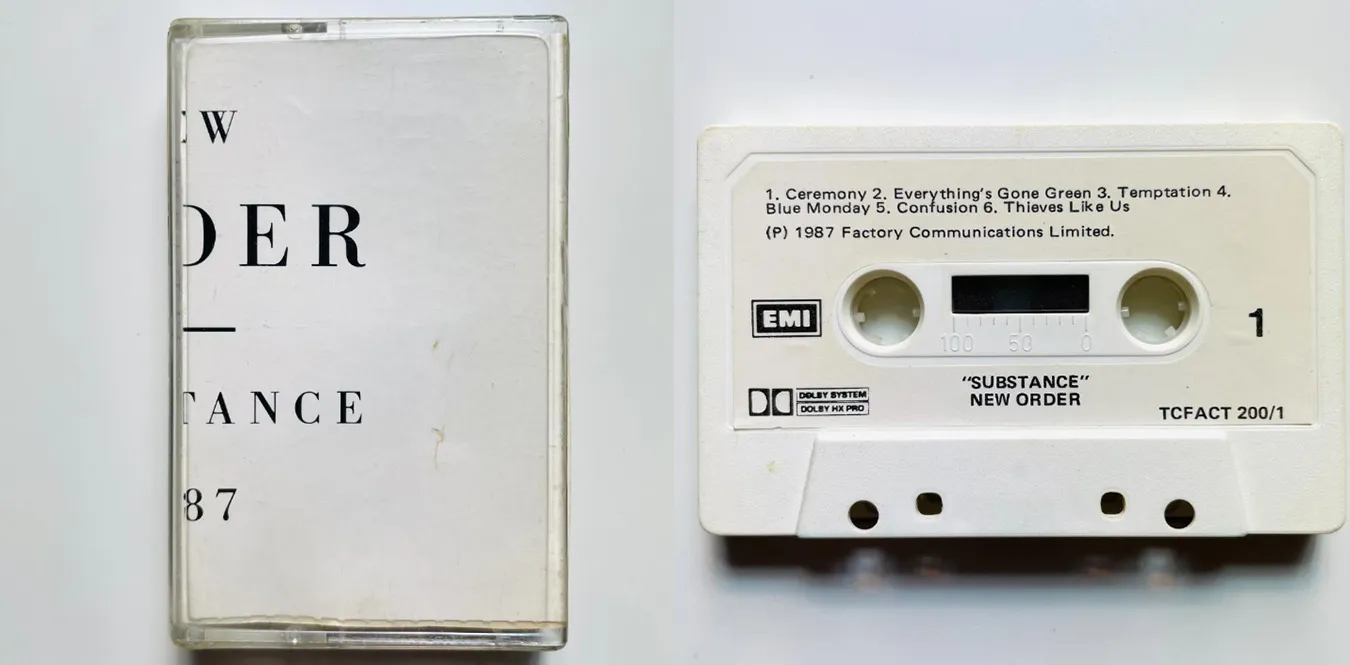 EW
DER
TANCE
87
1. Ceremony 2. Everything's Gone Green 3. Temptation 4.
Blue Monday 5. Confusion 6. Thieves Like Us
(P) 1987 Factory Communications Limited.
EMI
1
100 50 0
DOLBY SYSTEM
DOLBY HX PRO
"SUBSTANCE"
NEW ORDER
TCFACT 200/1